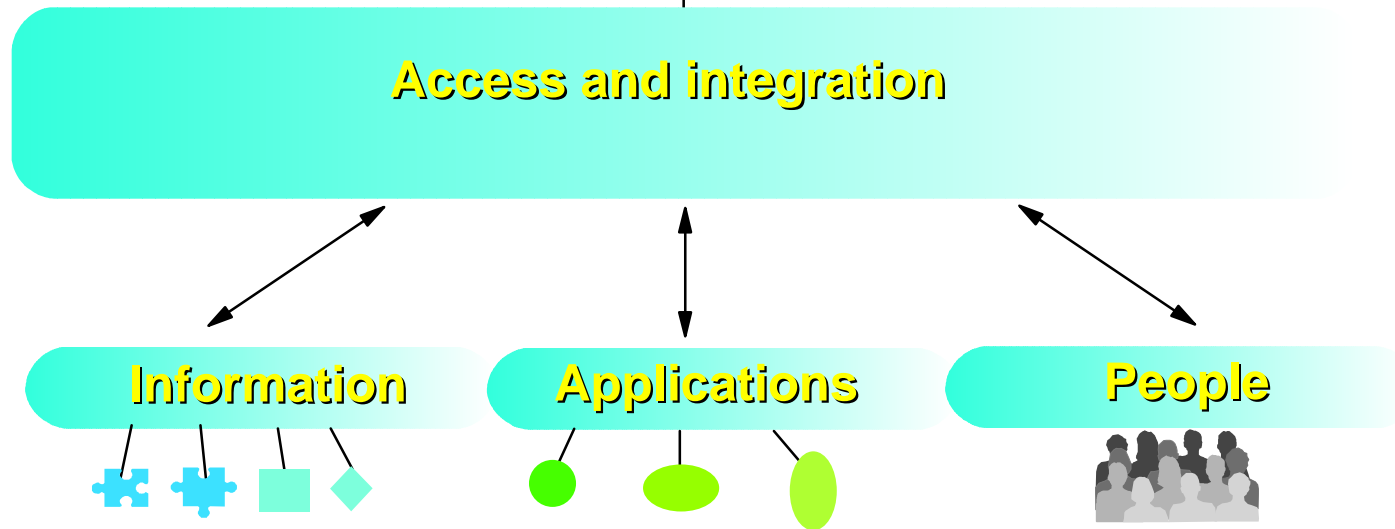 Access and integration
Information
Applications
People